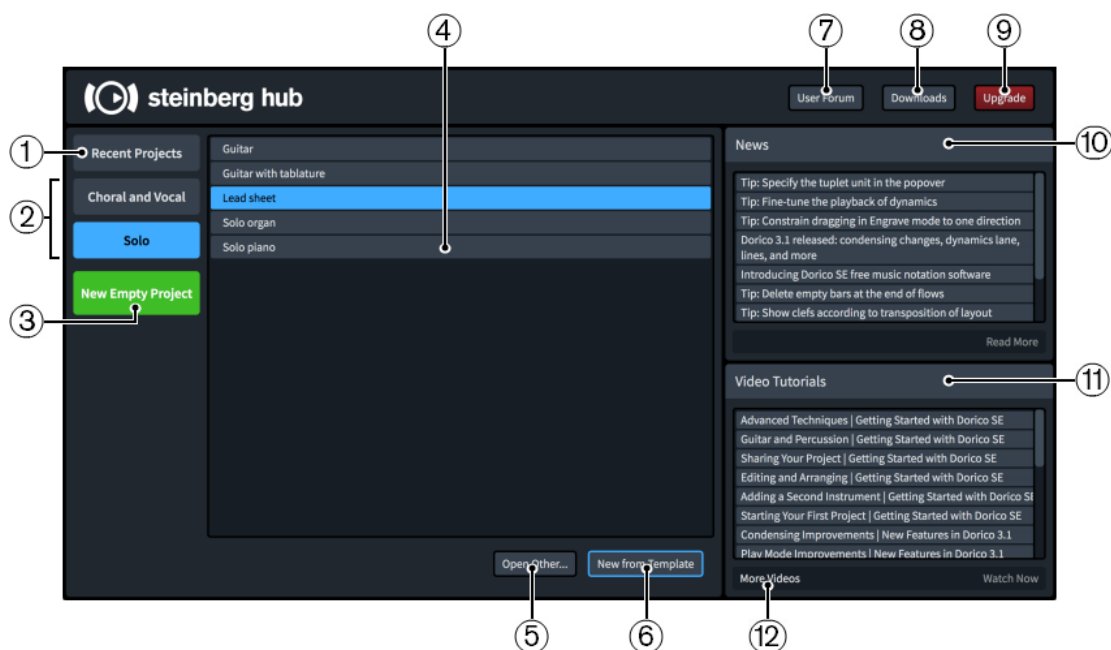 ④ ⑦ ⑧ ⑨
steinberg hub
User Forum Downloads Upgrade
① Recent Projects
② Choral and Vocal
Solo
New Empty Project
③
Guitar
Guitar with tablature
Lead sheet
Solo organ
Solo piano
Open Other... New from Template
⑤ ⑥
News
⑩
Tip: Specify the tuplet unit in the popover
Tip: Fine-tune the playback of dynamics
Tip: Constrain dragging in Engrave mode to one direction
Dorico 3.1 released: condensing changes, dynamics lane,
lines, and more
Introducing Dorico SE free music notation software
Tip: Delete empty bars at the end of flows
Tip: Show clefs according to transposition of layout
Read More
Video Tutorials
⑪
Advanced Techniques | Getting Started with Dorico SE
Guitar and Percussion | Getting Started with Dorico SE
Sharing Your Project | Getting Started with Dorico SE
Editing and Arranging | Getting Started with Dorico SE
Adding a Second Instrument | Getting Started with Dorico SE
Starting Your First Project | Getting Started with Dorico SE
Condensing Improvements | New Features in Dorico 3.1
Play Mode Improvements | New Features in Dorico 3.1
More Videos Watch Now
⑫